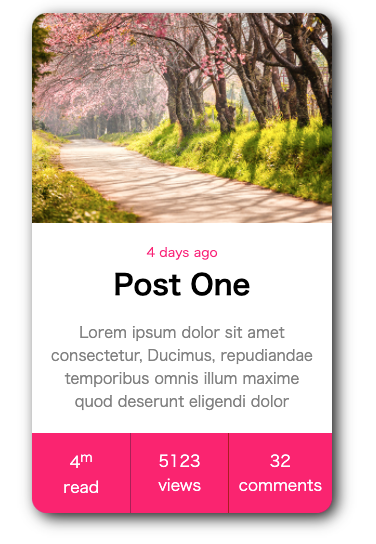 4 days ago
Post One
Lorem ipsum dolor sit amet
consectetur, Ducimus, repudiandae
temporibus omnis illum maxime
quod deserunt eligendi dolor
4m 5123 32
read views comments